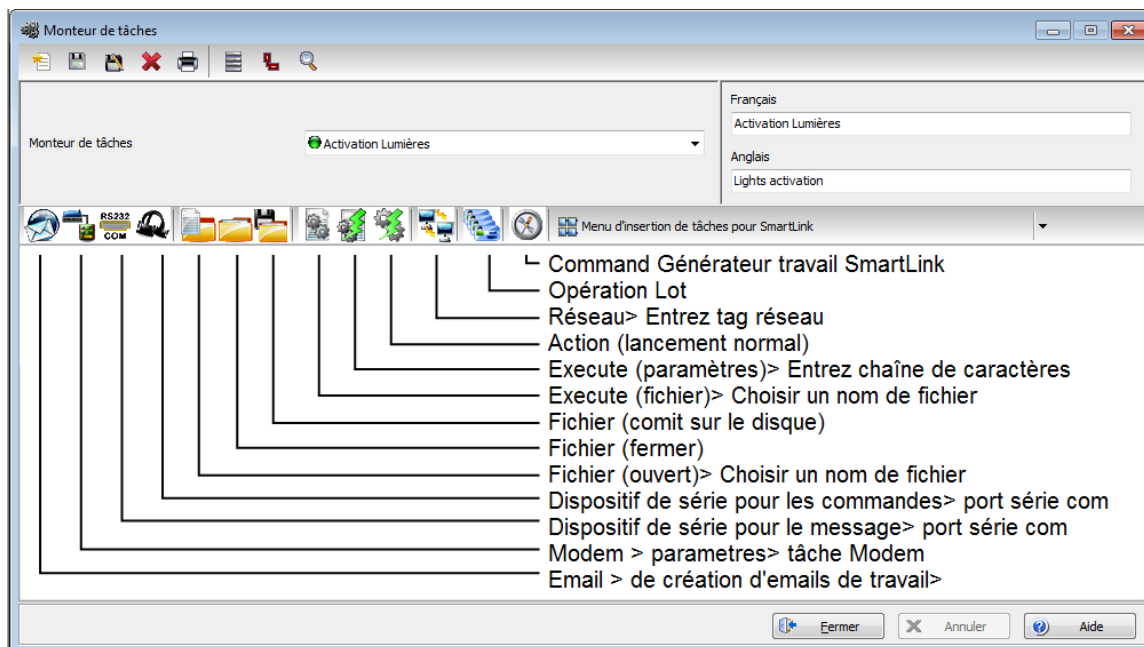 Monteur de tâches
Français
Activation Lumières
Monteur de tâches
Activation Lumières
Anglais
Lights activation
RS232
COM
Menu d'insertion de tâches pour SmartLink
Command Générateur travail SmartLink
Opération Lot
Réseau> Entrez tag réseau
Action (lancement normal)
Execute (paramètres)> Entrez chaîne de caractères
Execute (fichier)> Choisir un nom de fichier
Fichier (comit sur le disque)
Fichier (fermer)
Fichier (ouvert)> Choisir un nom de fichier
Dispositif de série pour les commandes> port série com
Dispositif de série pour le message> port série com
Modem > parametres> tâche Modem
Email > de création d'emails de travail>
Fermer
Annuler
Aide